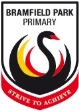 BRAMFIELD PARK
PRIMARY
STRIVE TO ACHIEVE